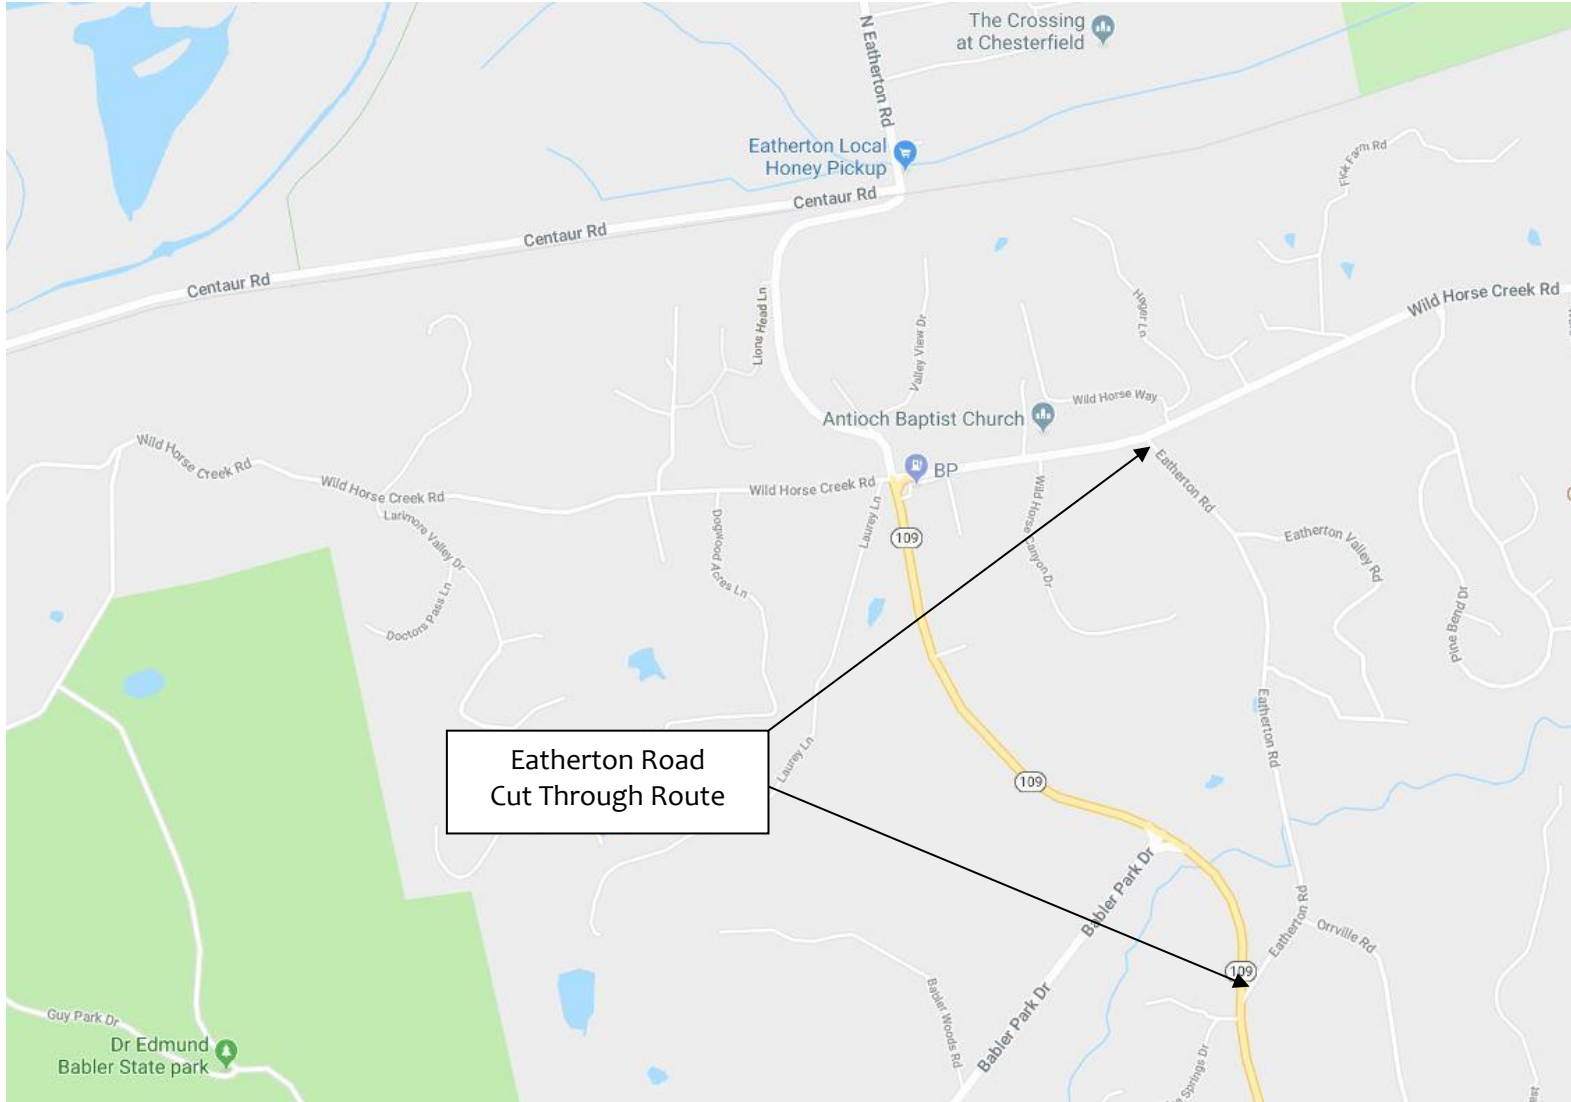 The Crossing
at Chesterfield
N Eatherton Rd
Eatherton Local
Honey Pickup
Fick Farm Rd
Centaur Rd
Centaur Rd
Centaur Rd
Wild Horse Creek Rd
Hager Ln
Lions Head Ln
Valley View Dr
Wild Horse Way
Antioch Baptist Church
Wild Horse Creek Rd
Wild Horse Creek Rd
Wild Horse Creek Rd
BP
Eatherton Rd
Larimore Valley Dr
Dogwood Acres Ln
Laurey Ln
109
Wild Horse Canyon Dr
Eatherton Valley Rd
Doctors Pass Ln
Pine Bend Dr
Eatherton Rd
Eatherton Road
Cut Through Route
Laurey Ln
109
Babler Park Dr
Eatherton Rd
Orrville Rd
109
Babler Woods Rd
Babler Park Dr
Guy Park Dr
Dr Edmund
Babler State park
Springs Dr